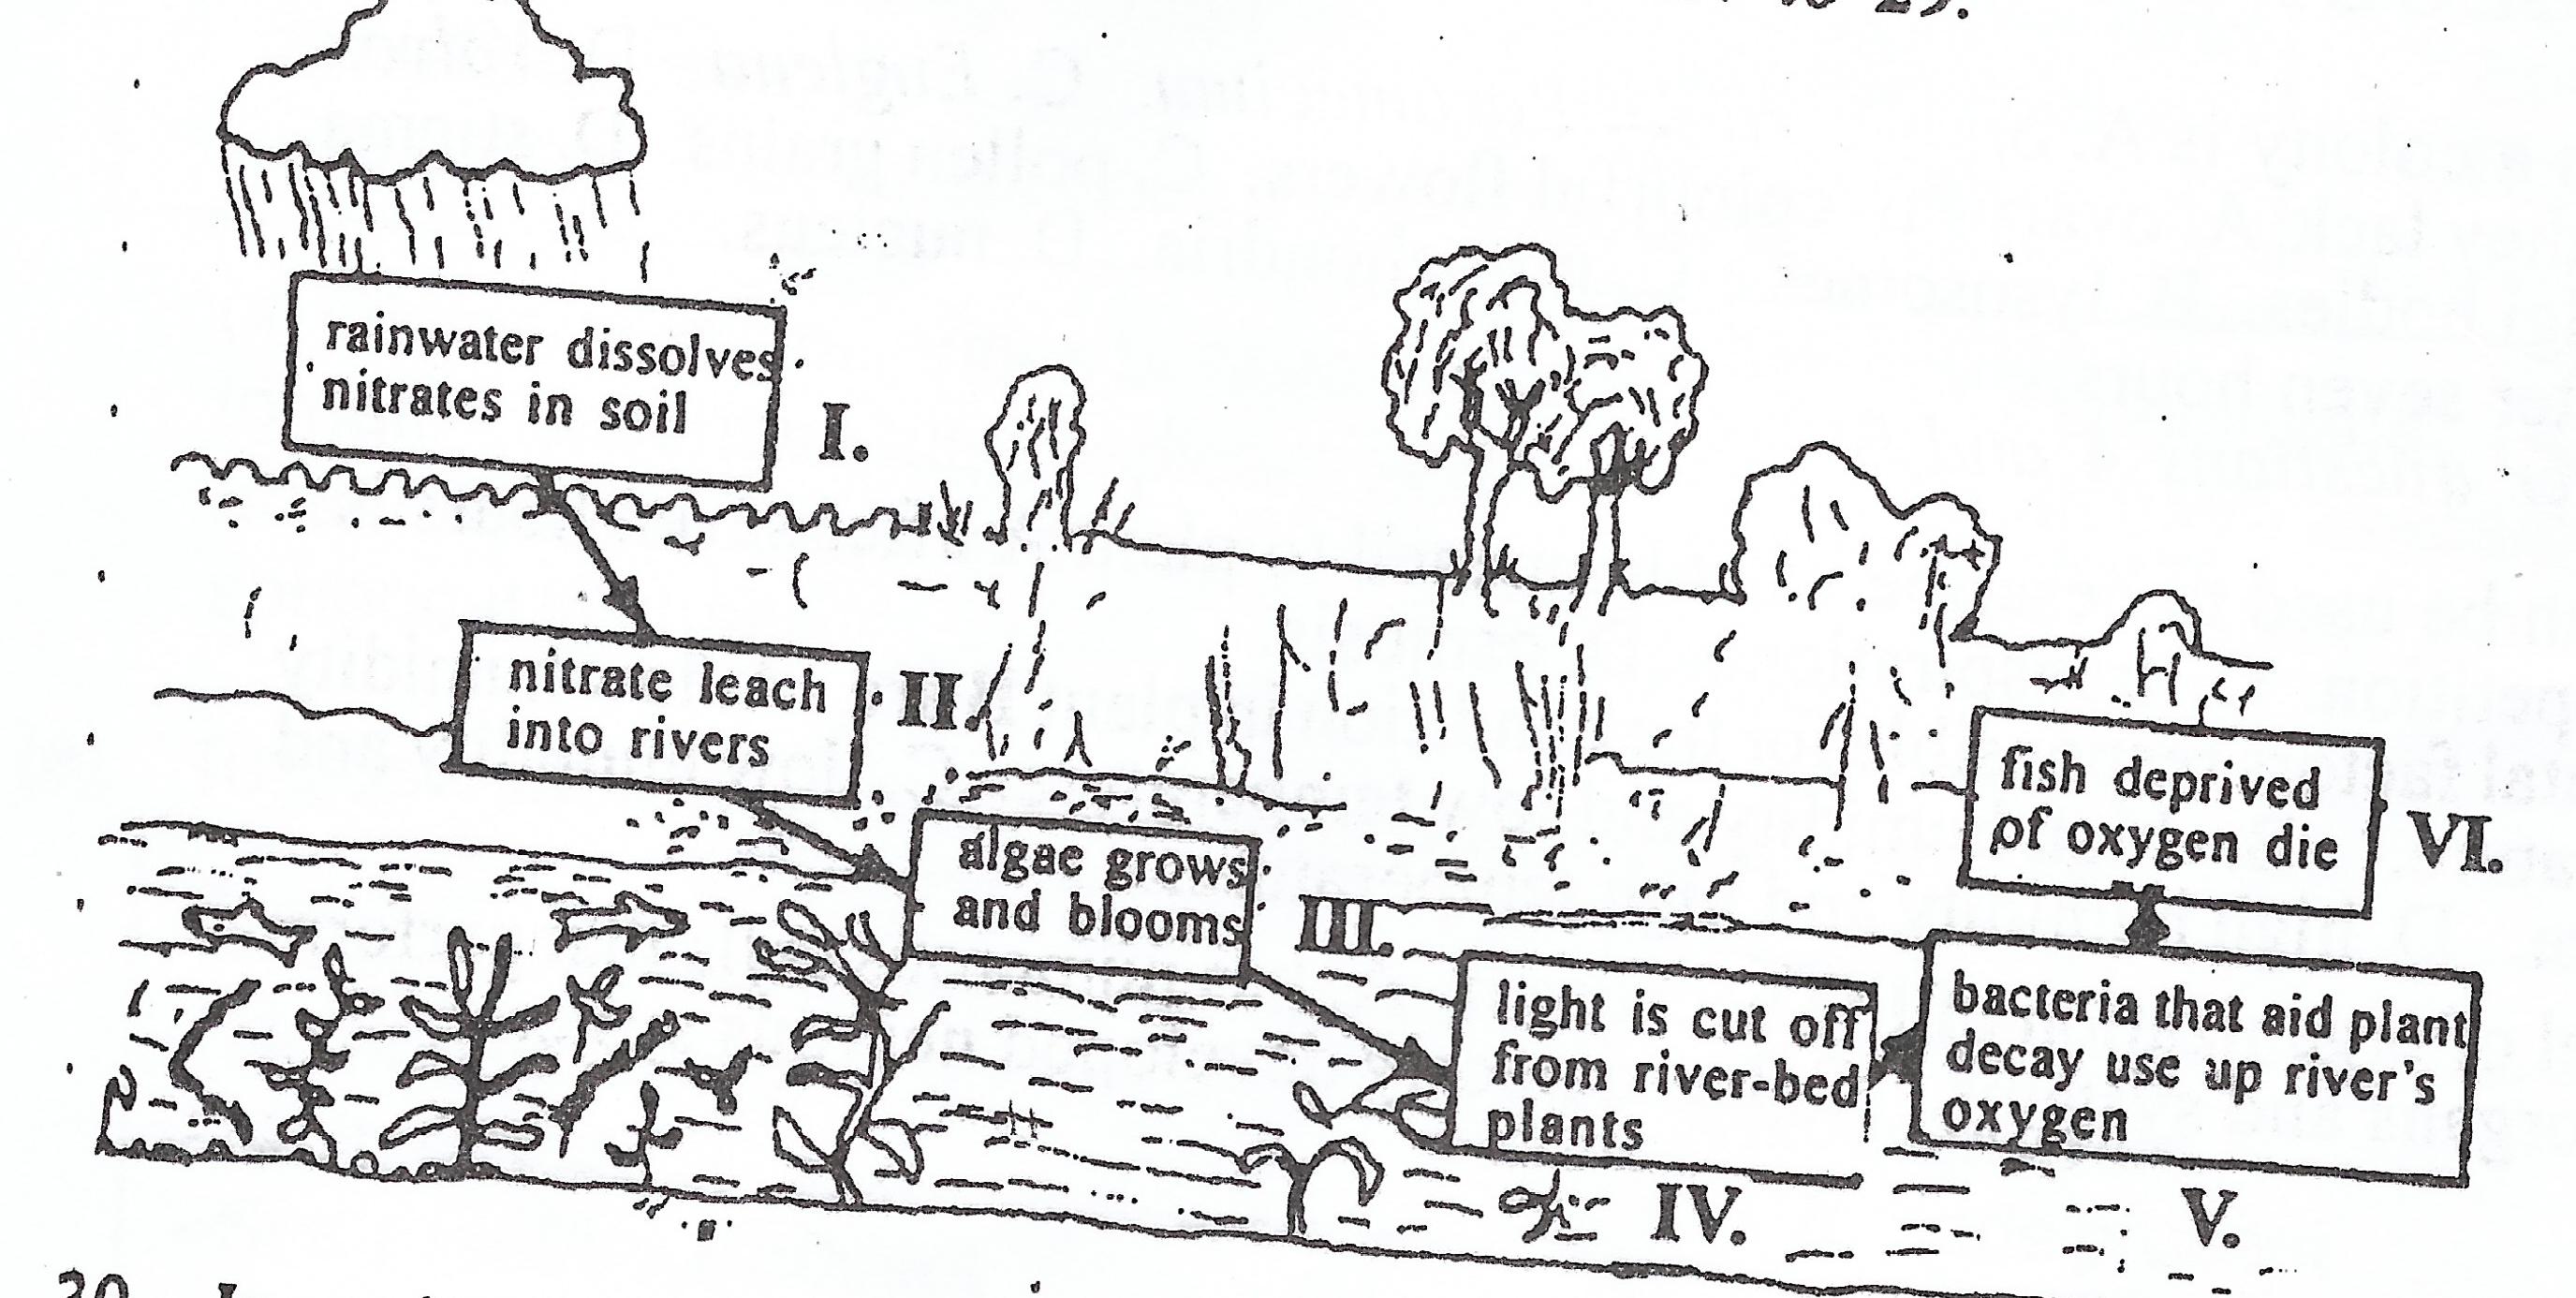 to 29.
rainwater dissolves
nitrates in soil
I.
nitrate leach
into rivers
II.
algae grows
and blooms
III.
light is cut off
from river-bed
plants
IV.
bacteria that aid plant
decay use up river's
oxygen
V.
fish deprived
of oxygen die
VI.
30